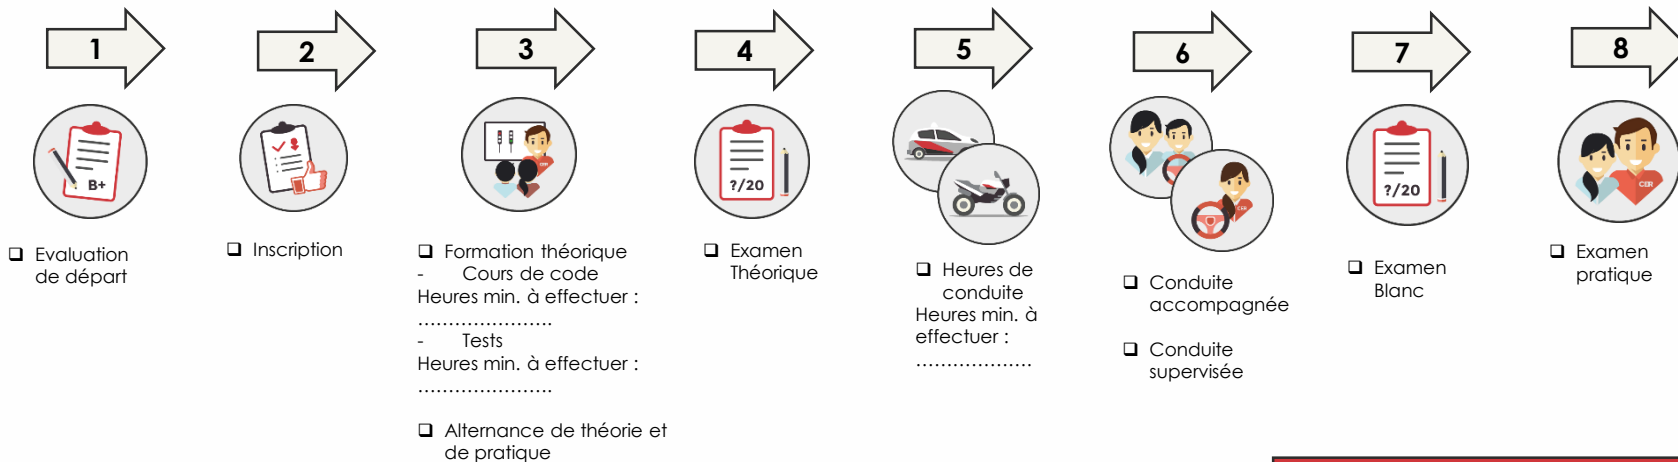 1
2
3
4
5
6
7
8
B+
?/20
CER
?/20
CER
Evaluation
de départ
Inscription
Formation théorique
- Cours de code
Heures min. à effectuer :
......................
- Tests
Heures min. à effectuer :
......................
Alternance de théorie et
de pratique
Examen
Théorique
Heures de
conduite
Heures min. à
effectuer :
...................
Conduite
accompagnée
Conduite
supervisée
Examen
Blanc
Examen
pratique